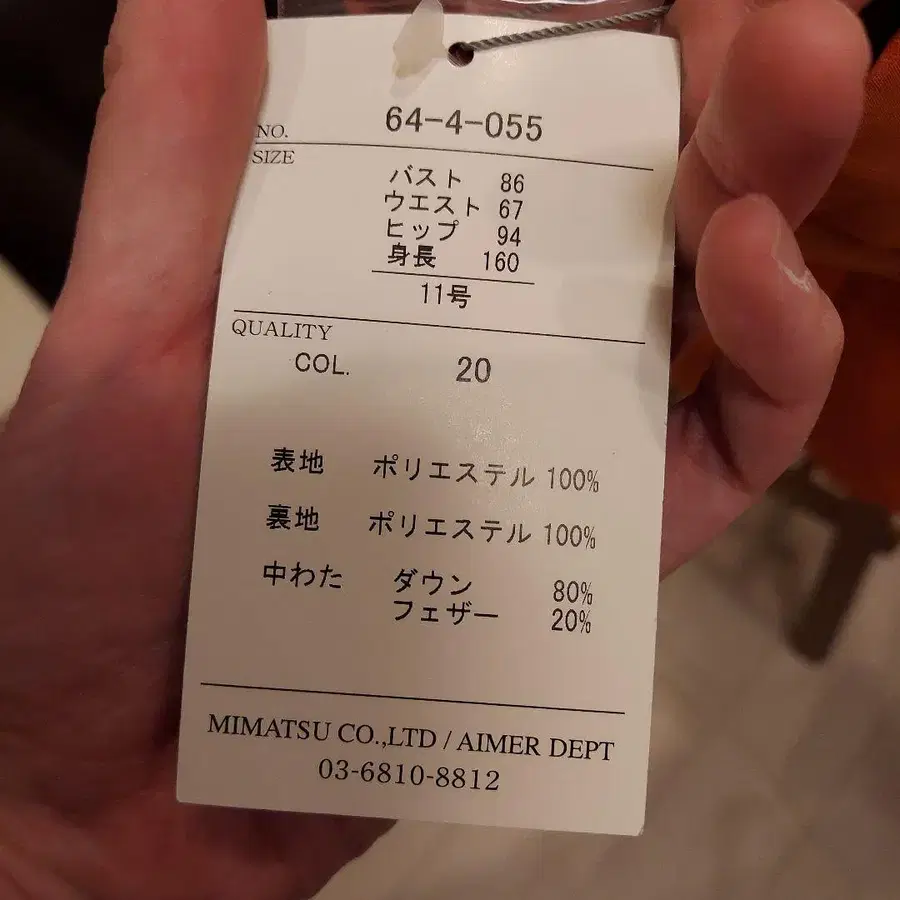 NO. 64-4-055
SIZE
バスト 86
ウエスト 67
ヒップ 94
身長 160
11号
QUALITY
COL. 20
表地 ポリエステル 100%
裏地 ポリエステル 100%
中わた ダウン 80%
フェザー 20%
MIMATSU CO.,LTD / AIMER DEPT
03-6810-8812